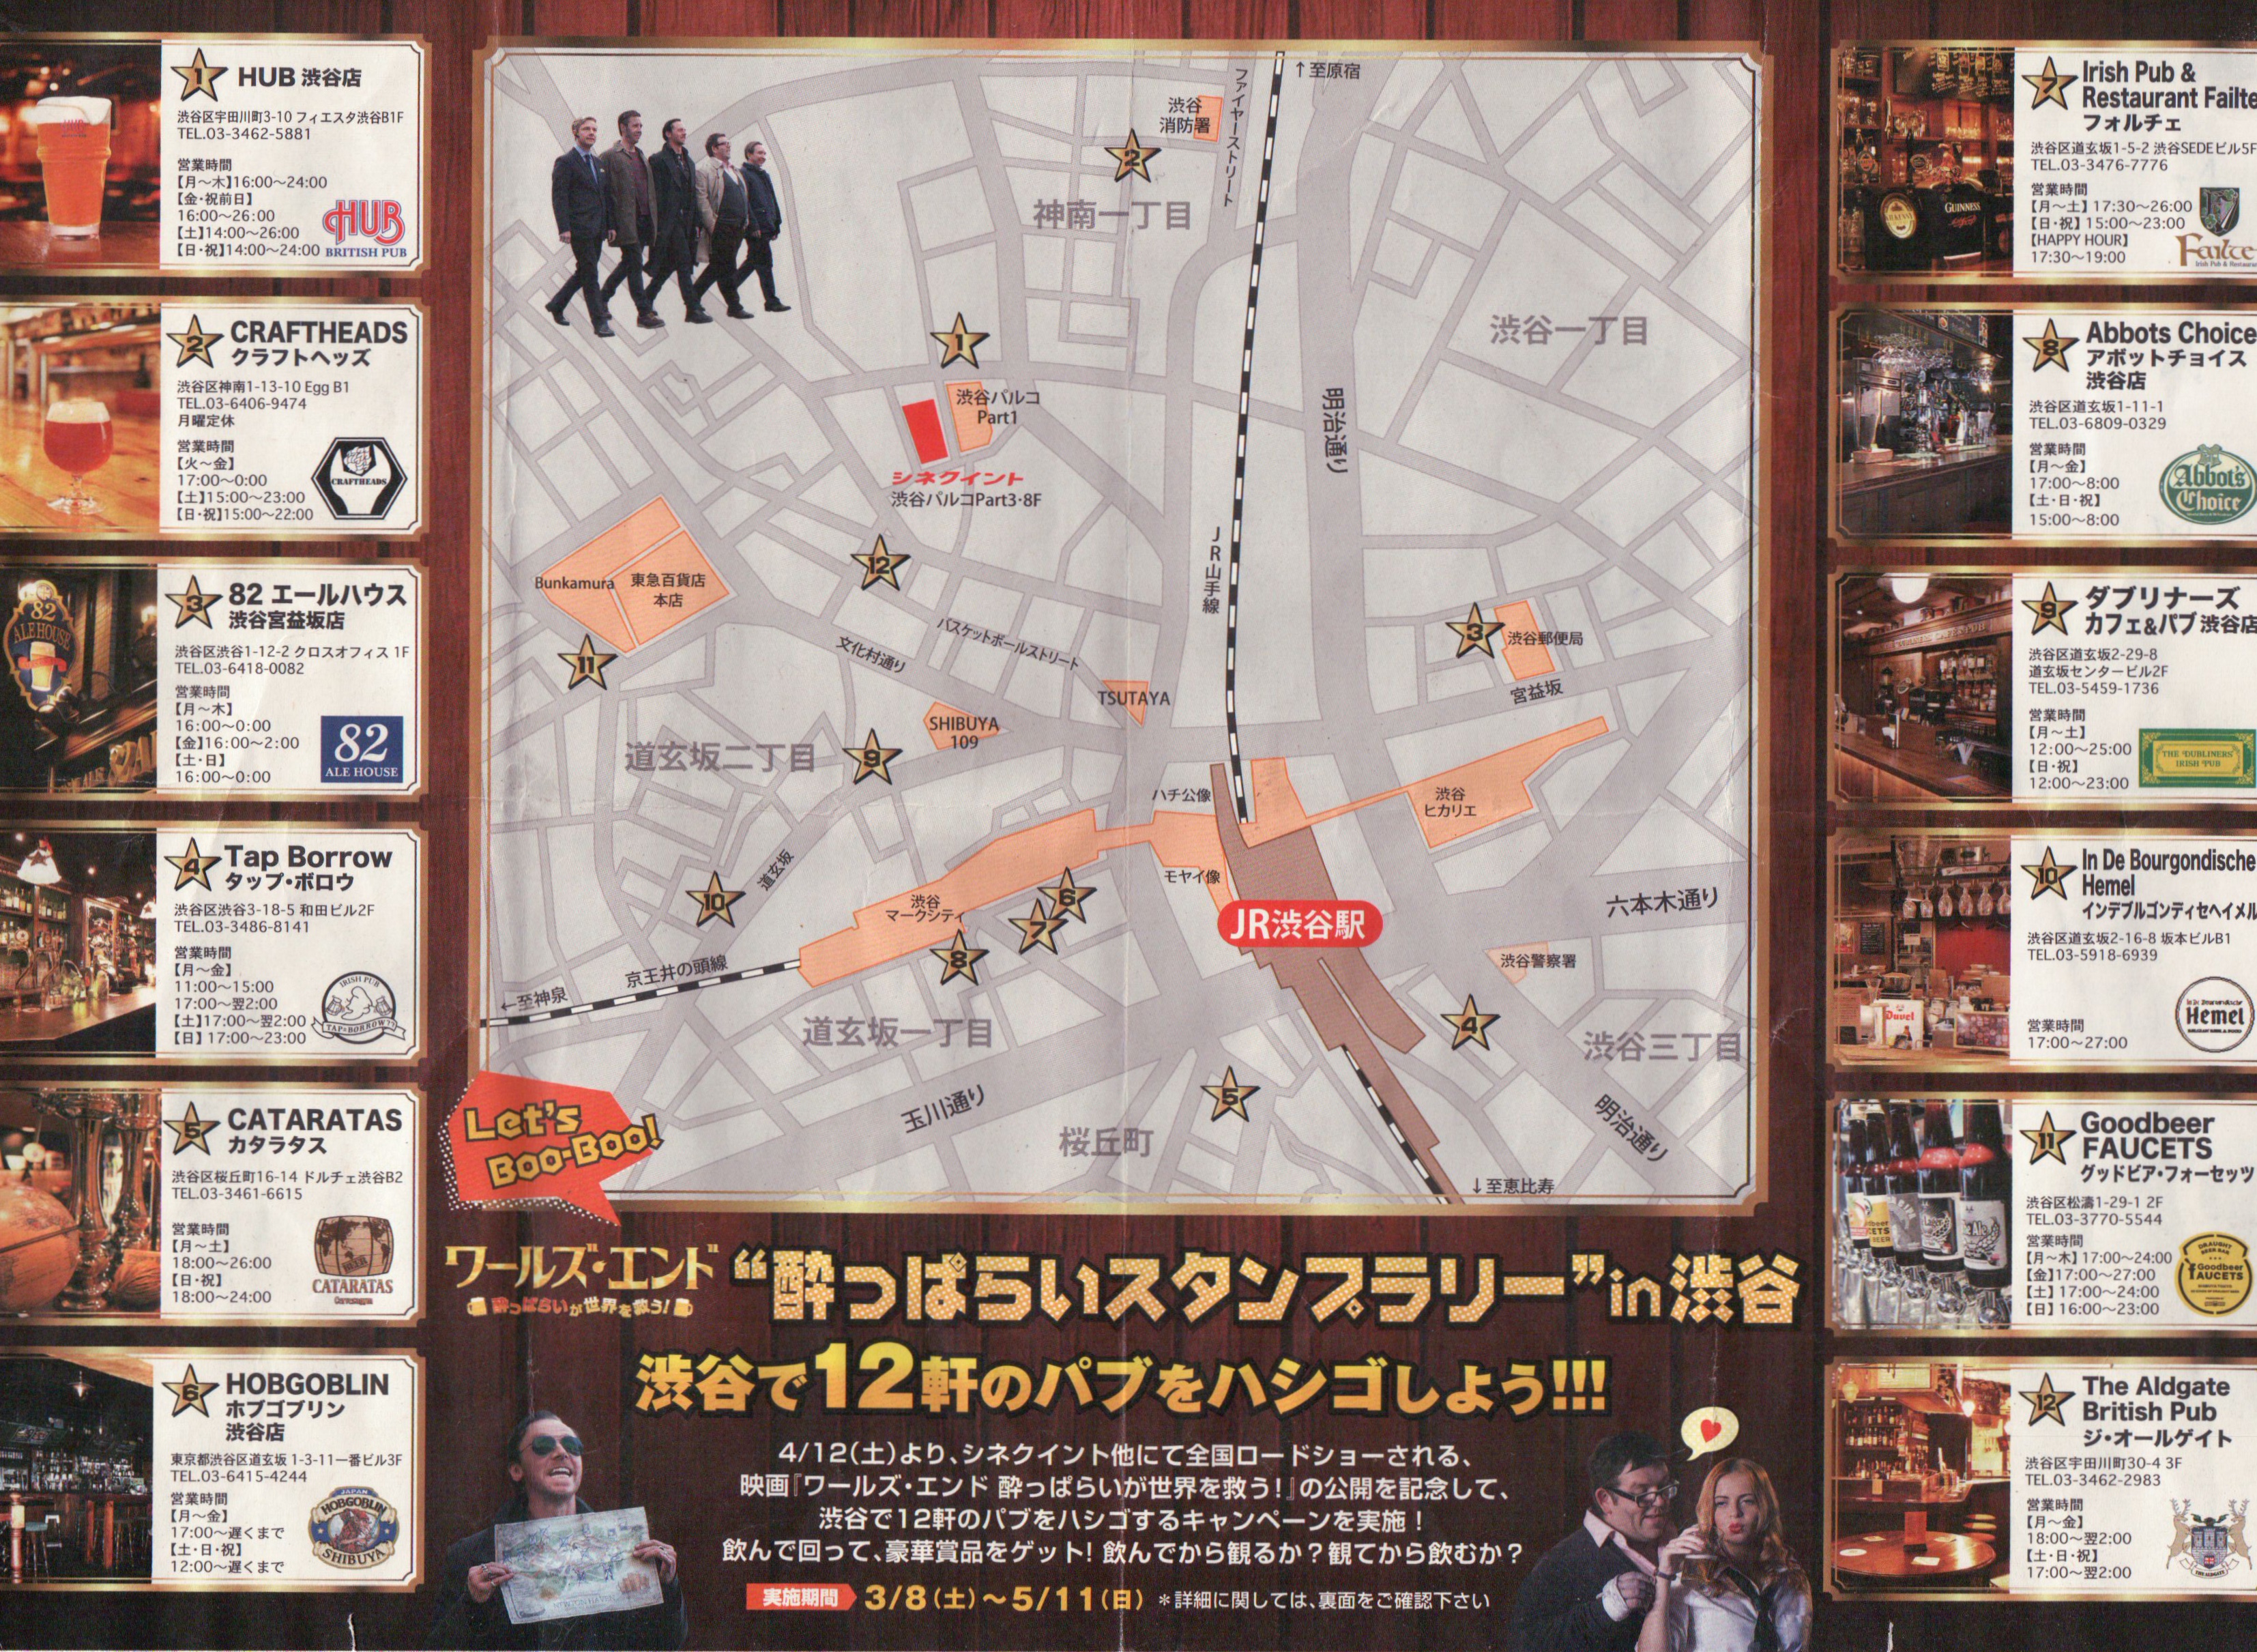 1
HUB 渋谷店
渋谷区宇田川町3-10 フィエスタ渋谷B1F
TEL.03-3462-5881
営業時間
【月～木】16:00～24:00
【金・祝前日】
16:00～26:00
【土】14:00～26:00
【日・祝】14:00～24:00
HUB
BRITISH PUB
2
CRAFTHEADS
クラフトヘッズ
渋谷区神南1-13-10 Egg B1
TEL.03-6406-9474
月曜定休
営業時間
【火～金】
17:00～0:00
【土】15:00～23:00
【日・祝】15:00～22:00
CRAFTHEADS
82
ALE HOUSE
3
82 エールハウス
渋谷宮益坂店
渋谷区渋谷1-12-2 クロスオフィス 1F
TEL.03-6418-0082
営業時間
【月～木】
16:00～0:00
【金】16:00～2:00
【土・日】
16:00～0:00
82
ALE HOUSE
4
Tap Borrow
タップ・ボロウ
渋谷区渋谷3-18-5 和田ビル2F
TEL.03-3486-8141
営業時間
【月～金】
11:00～15:00
17:00～翌2:00
【土】17:00～翌2:00
【日】17:00～23:00
IRISH PUB
TAP BORROW
5
CATARATAS
カタラタス
渋谷区桜丘町16-14 ドルチェ渋谷B2
TEL.03-3461-6615
営業時間
【月～土】
18:00～26:00
【日・祝】
18:00～24:00
BEER
CATARATAS
6
HOBGOBLIN
ホブゴブリン
渋谷店
東京都渋谷区道玄坂 1-3-11一番ビル3F
TEL.03-6415-4244
営業時間
【月～金】
17:00～遅くまで
【土・日・祝】
12:00～遅くまで
JAPAN
HOBGOBLIN
SHIBUYA
↑至原宿
ファイヤーストリート
渋谷
消防署
2
神南一丁目
渋谷一丁目
1
渋谷パルコ
Part1
明治通り
シネクイント
渋谷パルコPart3・8F
JR山手線
12
Bunkamura
東急百貨店
本店
11
文化村通り
バスケットボールストリート
3
渋谷郵便局
宮益坂
TSUTAYA
SHIBUYA
109
道玄坂二丁目
9
ハチ公像
渋谷
ヒカリエ
道玄坂
モヤイ像
10
渋谷
マークシティ
6
7
8
JR渋谷駅
六本木通り
渋谷警察署
京王井の頭線
←至神泉
道玄坂一丁目
4
渋谷三丁目
5
玉川通り
桜丘町
明治通り
↓至恵比寿
Let's
Boo-Boo!
ワールズ・エンド
酔っぱらいが世界を救う!
“酔っぱらいスタンプラリー”in渋谷
渋谷で12軒のパブをハシゴしよう!!!
4/12(土)より、シネクイント他にて全国ロードショーされる、
映画『ワールズ・エンド 酔っぱらいが世界を救う!』の公開を記念して、
渋谷で12軒のパブをハシゴするキャンペーンを実施!
飲んで回って、豪華賞品をゲット! 飲んでから観るか?観てから飲むか?
実施期間 3/8(土)～5/11(日) ＊詳細に関しては、裏面をご確認下さい
GUINNESS
7
Irish Pub &
Restaurant Failte
フォルチェ
渋谷区道玄坂1-5-2 渋谷SEDEビル5F
TEL.03-3476-7776
営業時間
【月～土】17:30～26:00
【日・祝】15:00～23:00
【HAPPY HOUR】
17:30～19:00
Failte
Irish Pub & Restaurant
8
Abbots Choice
アボットチョイス
渋谷店
渋谷区道玄坂1-11-1
TEL.03-6809-0329
営業時間
【月～金】
17:00～8:00
【土・日・祝】
15:00～8:00
Abbot's
Choice
9
ダブリナーズ
カフェ&パブ 渋谷店
渋谷区道玄坂2-29-8
道玄坂センタービル2F
TEL.03-5459-1736
営業時間
【月～土】
12:00～25:00
【日・祝】
12:00～23:00
THE DUBLINERS'
IRISH PUB
Duvel
10
In De Bourgondische
Hemel
インデブルゴンディセヘイメル
渋谷区道玄坂2-16-8 坂本ビルB1
TEL.03-5918-6939
営業時間
17:00～27:00
In De Bourgondische
Hemel
11
Goodbeer
FAUCETS
グッドビア・フォーセッツ
渋谷区松濤1-29-1 2F
TEL.03-3770-5544
営業時間
【月～木】17:00～24:00
【金】17:00～27:00
【土】17:00～24:00
【日】16:00～23:00
DRAUGHT
BEER BAR
Goodbeer
FAUCETS
12
The Aldgate
British Pub
ジ・オールゲイト
渋谷区宇田川町30-4 3F
TEL.03-3462-2983
営業時間
【月～金】
18:00～翌2:00
【土・日・祝】
17:00～翌2:00
THE ALDGATE